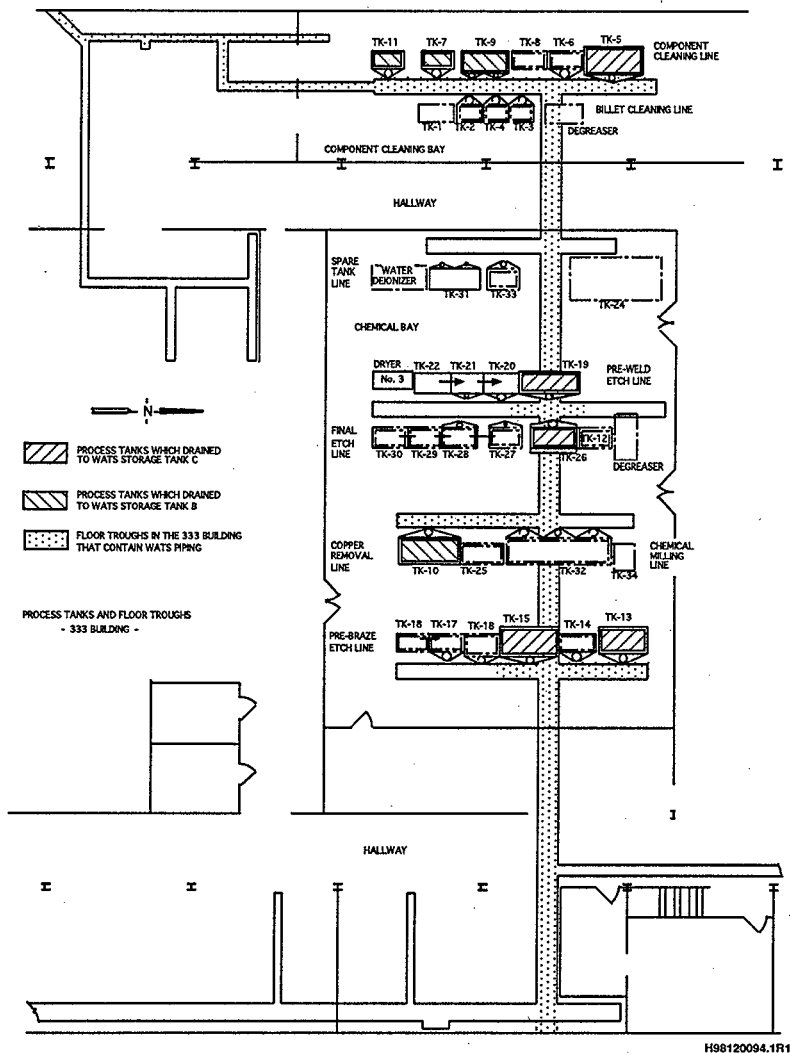 TK-11 TK-7 TK-9 TK-8 TK-6 TK-5
COMPONENT
CLEANING LINE
BILLET CLEANING LINE
TK-1 TK-2 TK-4 TK-3
DEGREASER
COMPONENT CLEANING BAY
HALLWAY
SPARE
TANK
LINE
WATER
DEIONIZER
TK-31 TK-33 TK-24
CHEMICAL BAY
DRYER
No. 3
TK-22 TK-21 TK-20 TK-19
PRE-WELD
ETCH LINE
N
FINAL
ETCH
LINE
TK-30 TK-29 TK-28 TK-27 TK-26 TK-12
DEGREASER
PROCESS TANKS WHICH DRAINED
TO WATS STORAGE TANK C
PROCESS TANKS WHICH DRAINED
TO WATS STORAGE TANK B
FLOOR TROUGHS IN THE 333 BUILDING
THAT CONTAIN WATS PIPING
COPPER
REMOVAL
LINE
TK-10 TK-25 TK-32 TK-34
CHEMICAL
MILLING
LINE
PROCESS TANKS AND FLOOR TROUGHS
- 333 BUILDING -
PRE-BRAZE
ETCH LINE
TK-18 TK-17 TK-18 TK-15 TK-14 TK-13
HALLWAY
H98120094.1R1